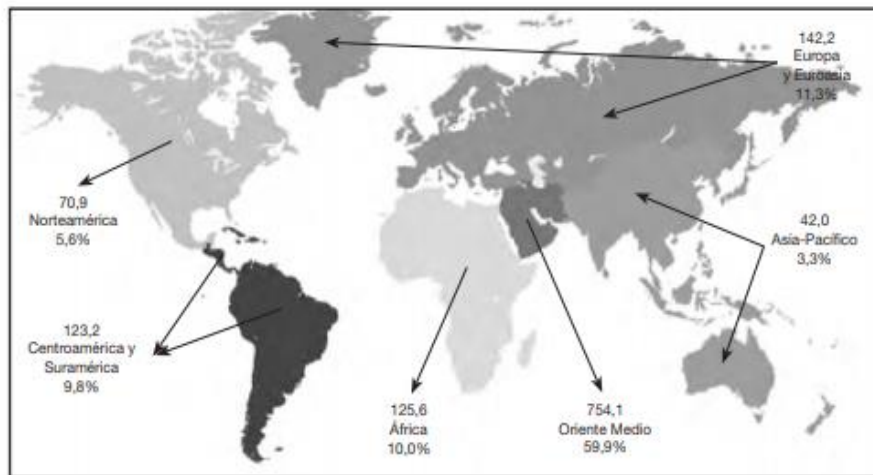 142,2
Europa
y Euroasia
11,3%
70,9
Norteamérica
5,6%
42,0
Asia-Pacífico
3,3%
123,2
Centroamérica y
Suramérica
9,8%
125,6
África
10,0%
754,1
Oriente Medio
59,9%